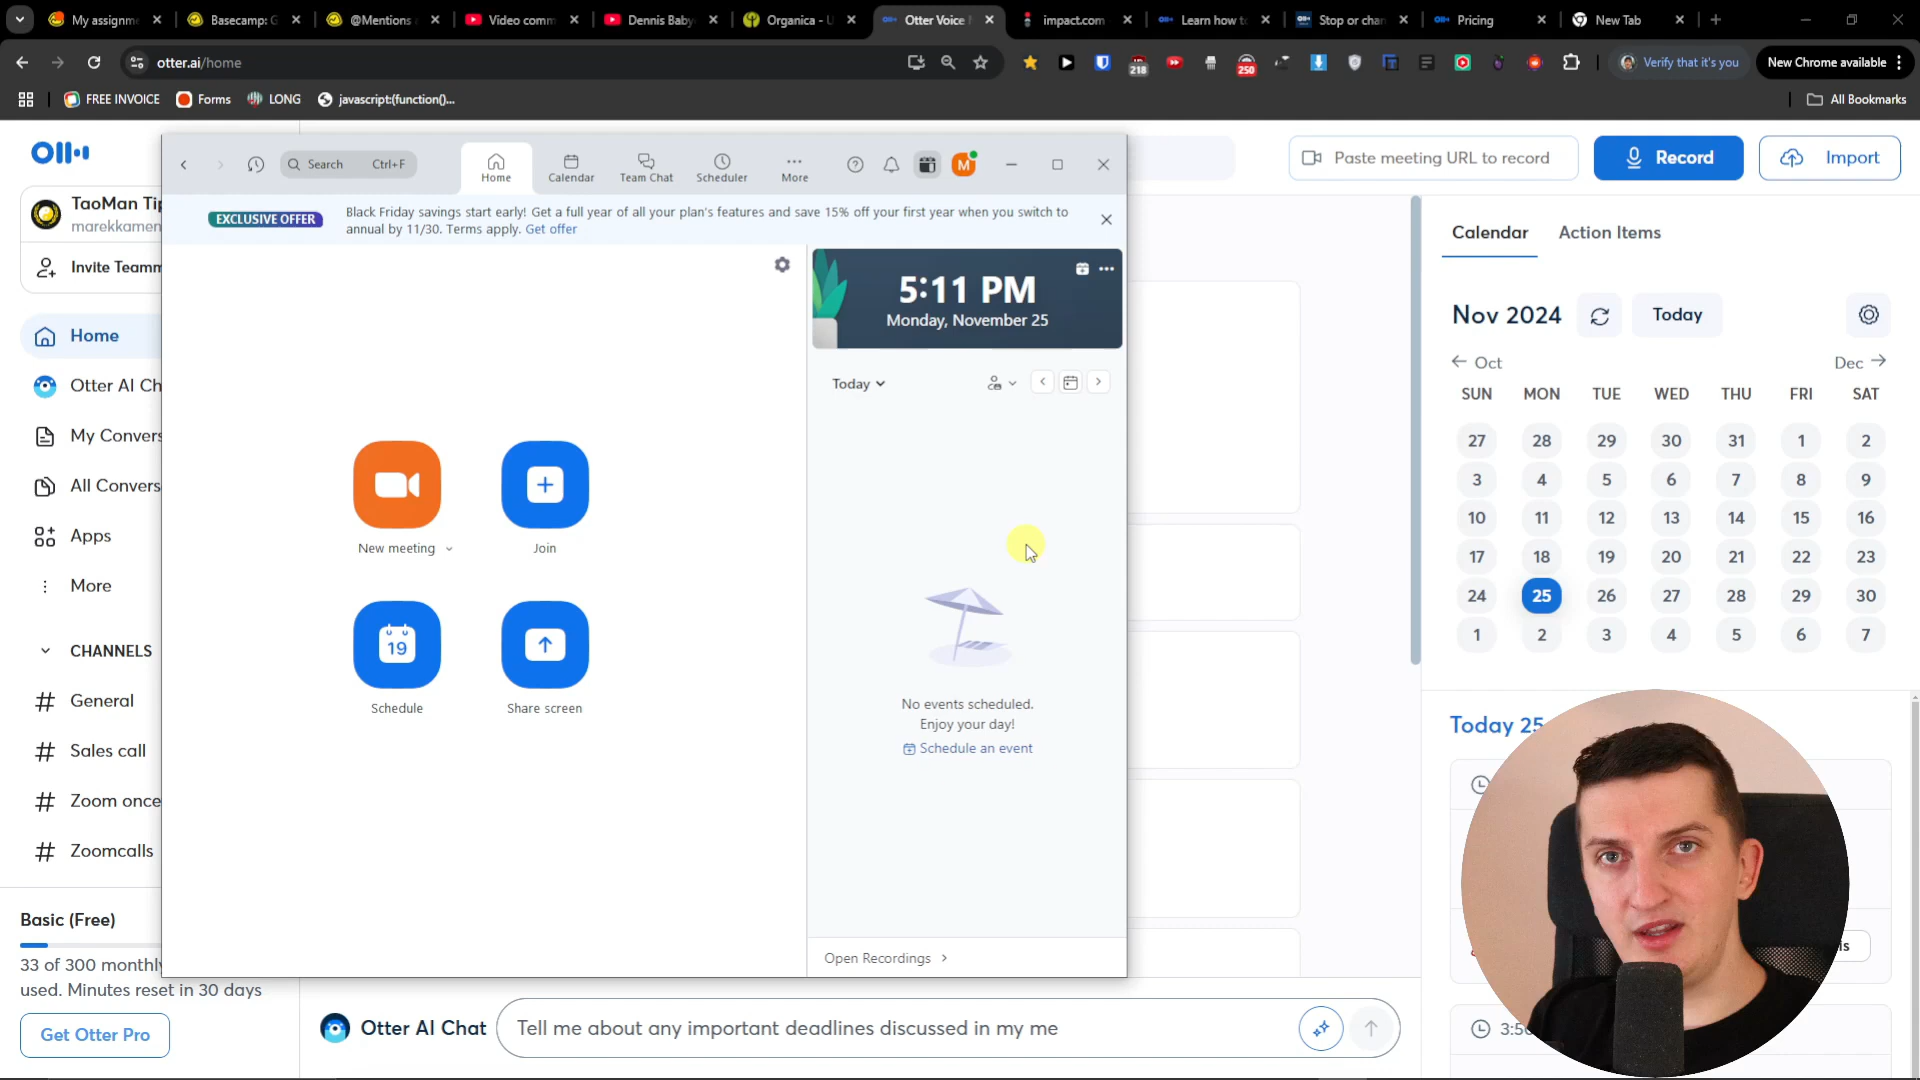 My assignm
Basecamp: G
@Mentions a
Video comm
Dennis Baby
Organica - U
Otter Voice
impact.com
Learn how to
Stop or chan
Pricing
New Tab
otter.ai/home
218
250
Verify that it's you
New Chrome available
FREE INVOICE
Forms
LONG
javascript:(function()...
All Bookmarks
TaoMan Tip
marekkamen
Invite Teamm
Home
Otter AI Ch
My Convers
All Convers
Apps
More
CHANNELS
General
Sales call
Zoom once
Zoomcalls
Basic (Free)
33 of 300 monthly
used. Minutes reset in 30 days
Get Otter Pro
Search
Ctrl+F
Home
Calendar
Team Chat
Scheduler
More
M
EXCLUSIVE OFFER
Black Friday savings start early! Get a full year of all your plan's features and save 15% off your first year when you switch to
annual by 11/30. Terms apply. Get offer
5:11 PM
Monday, November 25
Today
New meeting
Join
19
Schedule
Share screen
No events scheduled.
Enjoy your day!
Schedule an event
Open Recordings
Otter AI Chat
Tell me about any important deadlines discussed in my me
Paste meeting URL to record
Record
Import
Calendar
Action Items
Nov 2024
Today
Oct
Dec
SUN MON TUE WED THU FRI SAT
27 28 29 30 31 1 2
3 4 5 6 7 8 9
10 11 12 13 14 15 16
17 18 19 20 21 22 23
24 25 26 27 28 29 30
1 2 3 4 5 6 7
Today 25
is